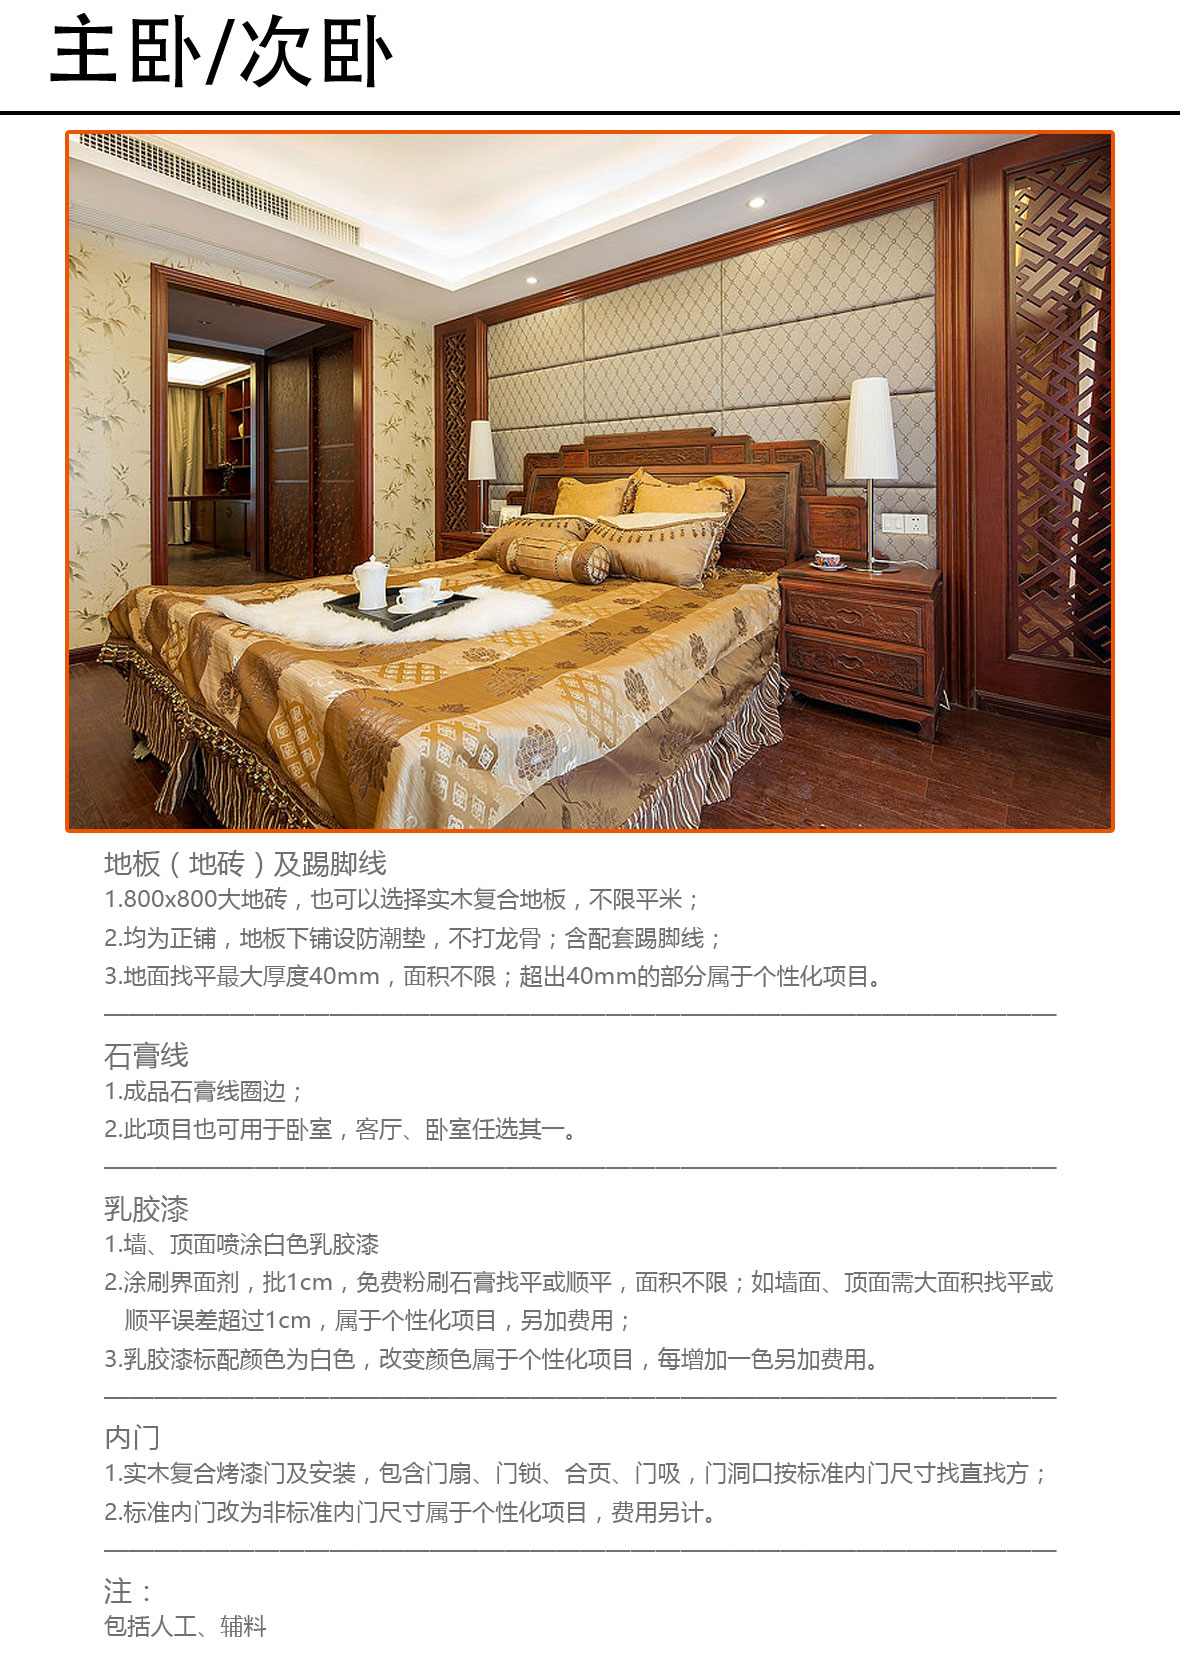 主卧/次卧
地板（地砖）及踢脚线
1.800x800大地砖，也可以选择实木复合地板，不限平米；
2.均为正铺，地板下铺设防潮垫，不打龙骨；含配套踢脚线；
3.地面找平最大厚度40mm，面积不限；超出40mm的部分属于个性化项目。
石膏线
1.成品石膏线圈边；
2.此项目也可用于卧室，客厅、卧室任选其一。
乳胶漆
1.墙、顶面喷涂白色乳胶漆
2.涂刷界面剂，批1cm，免费粉刷石膏找平或顺平，面积不限；如墙面、顶面需大面积找平或
顺平误差超过1cm，属于个性化项目，另加费用；
3.乳胶漆标配颜色为白色，改变颜色属于个性化项目，每增加一色另加费用。
内门
1.实木复合烤漆门及安装，包含门扇、门锁、合页、门吸，门洞口按标准内门尺寸找直找方；
2.标准内门改为非标准内门尺寸属于个性化项目，费用另计。
注：
包括人工、辅料